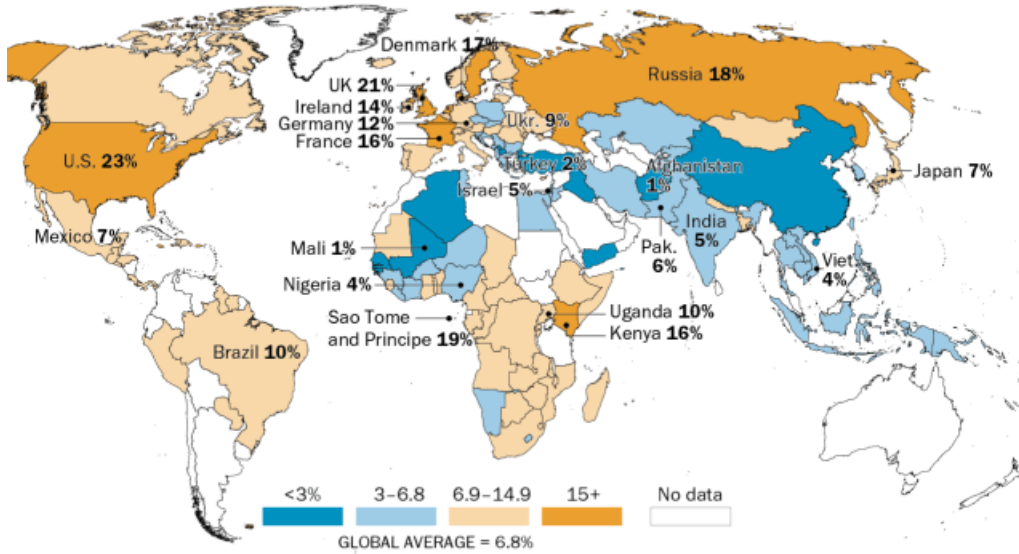 Denmark 17%
UK 21%
Ireland 14%
Germany 12%
France 16%
Russia 18%
Ukr. 9%
U.S. 23%
Turkey 2%
Afghanistan
1%
Israel 5%
Japan 7%
Mexico 7%
Mali 1%
India
5%
Pak.
6%
Viet.
4%
Nigeria 4%
Sao Tome
and Principe 19%
Uganda 10%
Kenya 16%
Brazil 10%
<3%
3–6.8
6.9–14.9
15+
No data
GLOBAL AVERAGE = 6.8%